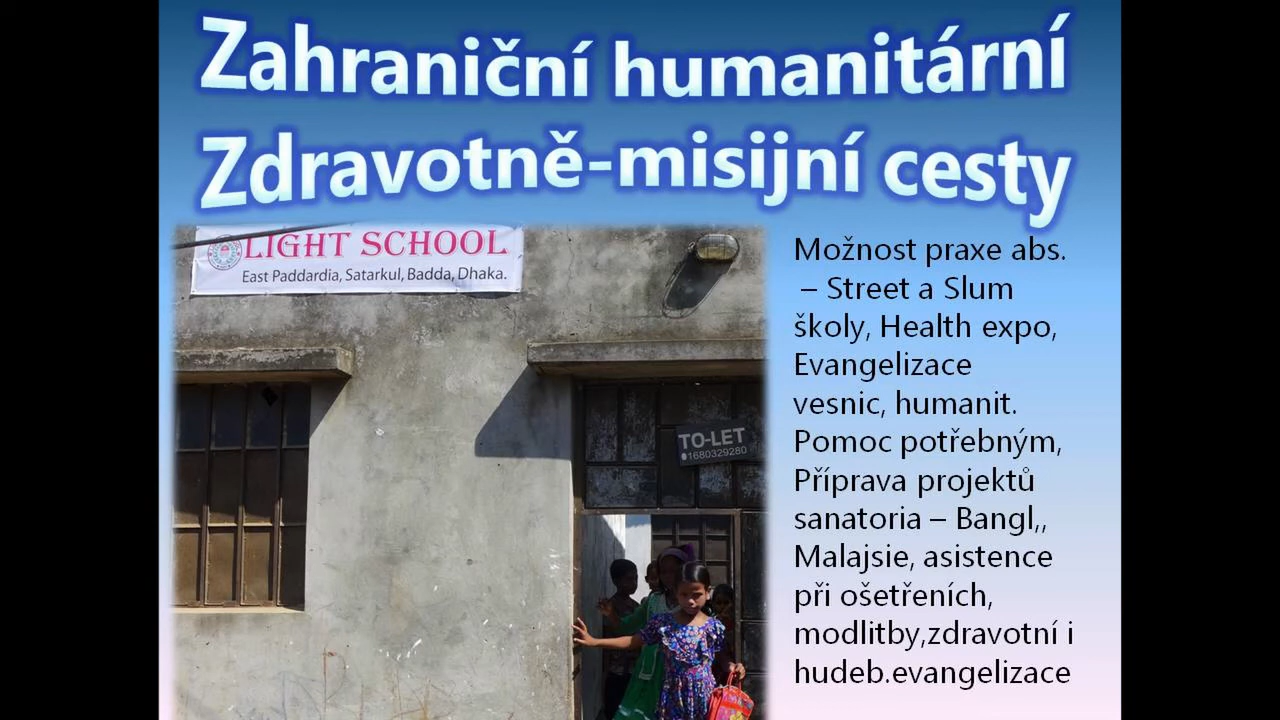 Zahraniční humanitární
Zdravotně-misijní cesty
LIGHT SCHOOL
East Paddardia, Satarkul, Badda, Dhaka.
TO-LET
01680329280
Možnost praxe abs.
– Street a Slum
školy, Health expo,
Evangelizace
vesnic, humanit.
Pomoc potřebným,
Příprava projektů
sanatoria – Bangl,,
Malajsie, asistence
při ošetřeních,
modlitby,zdravotní i
hudeb.evangelizace